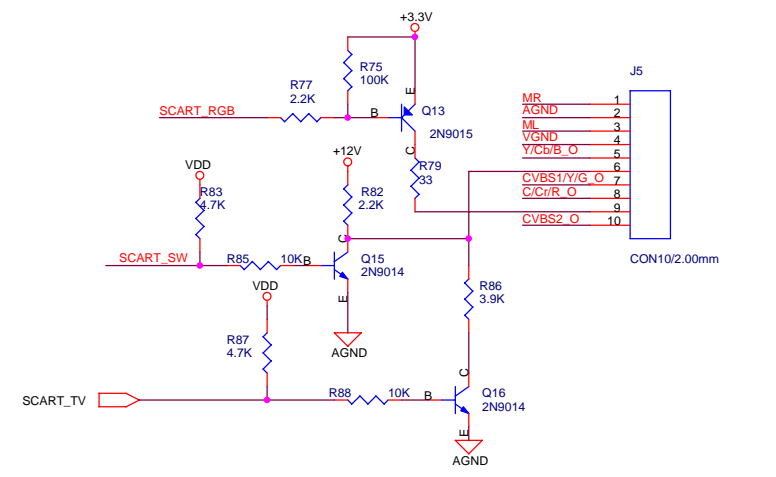 +3.3V
R75
100K
J5
R77
2.2K
SCART_RGB
E
B
Q13
2N9015
C
MR
1
AGND
2
ML
3
VGND
4
Y/Cb/B_O
5
6
CVBS1/Y/G_O
7
C/Cr/R_O
8
9
CVBS2_O
10
CON10/2.00mm
+12V
R79
33
VDD
R83
4.7K
R82
2.2K
SCART_SW
R85
10K
B
C
Q15
2N9014
E
AGND
VDD
R86
3.9K
R87
4.7K
SCART_TV
R88
10K
B
C
Q16
2N9014
E
AGND